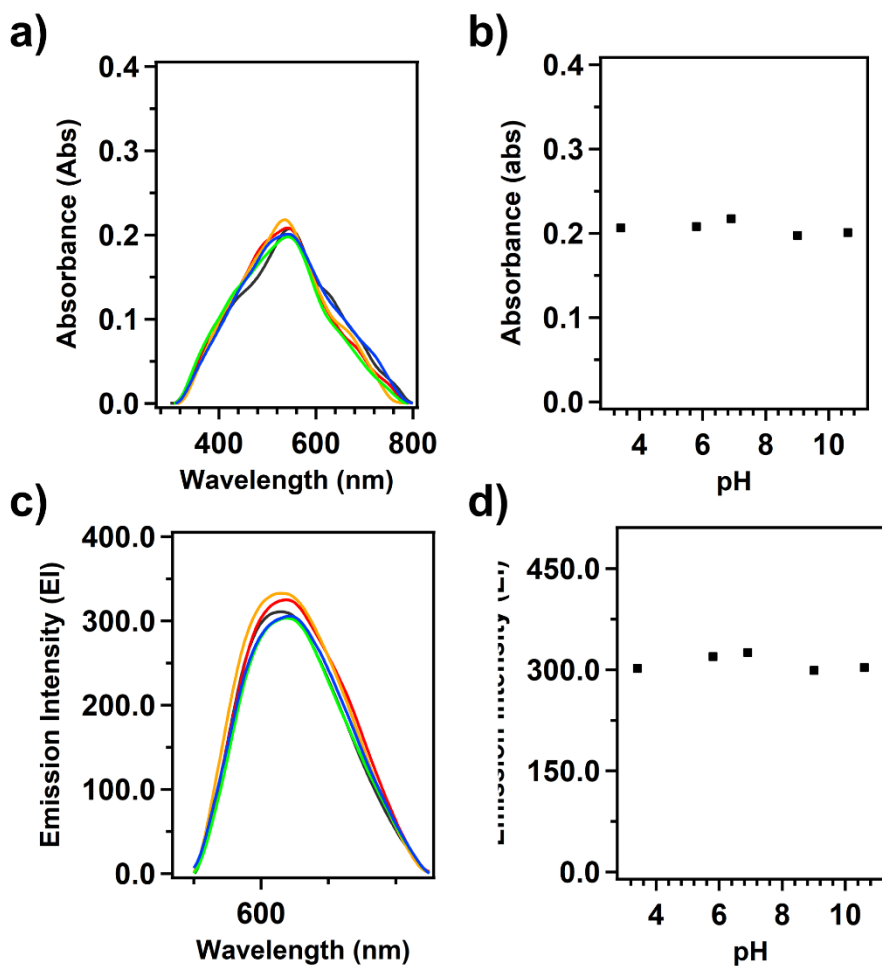 a)
0.4
0.3
0.2
0.1
0.0
Absorbance (Abs)
400 600 800
Wavelength (nm)
b)
0.4
0.3
0.2
0.1
0.0
Absorbance (abs)
4 6 8 10
pH
c)
400.0
300.0
200.0
100.0
0.0
Emission Intensity (EI)
600
Wavelength (nm)
d)
450.0
300.0
150.0
0.0
Emission Intensity (EI)
4 6 8 10
pH